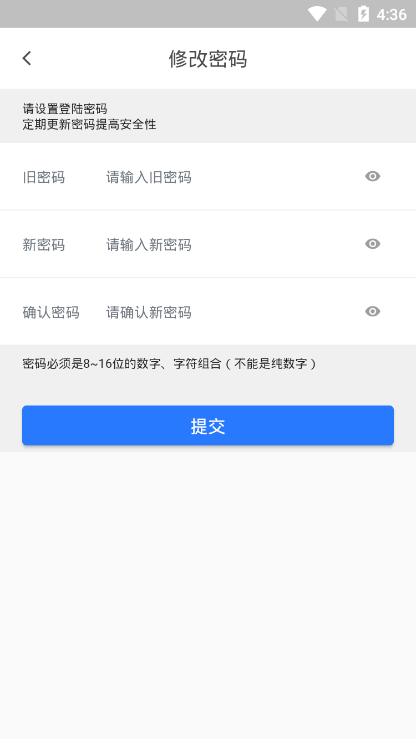 4:36
修改密码
请设置登陆密码
定期更新密码提高安全性
旧密码 请输入旧密码
新密码 请输入新密码
确认密码 请确认新密码
密码必须是8~16位的数字、字符组合（不能是纯数字）
提交